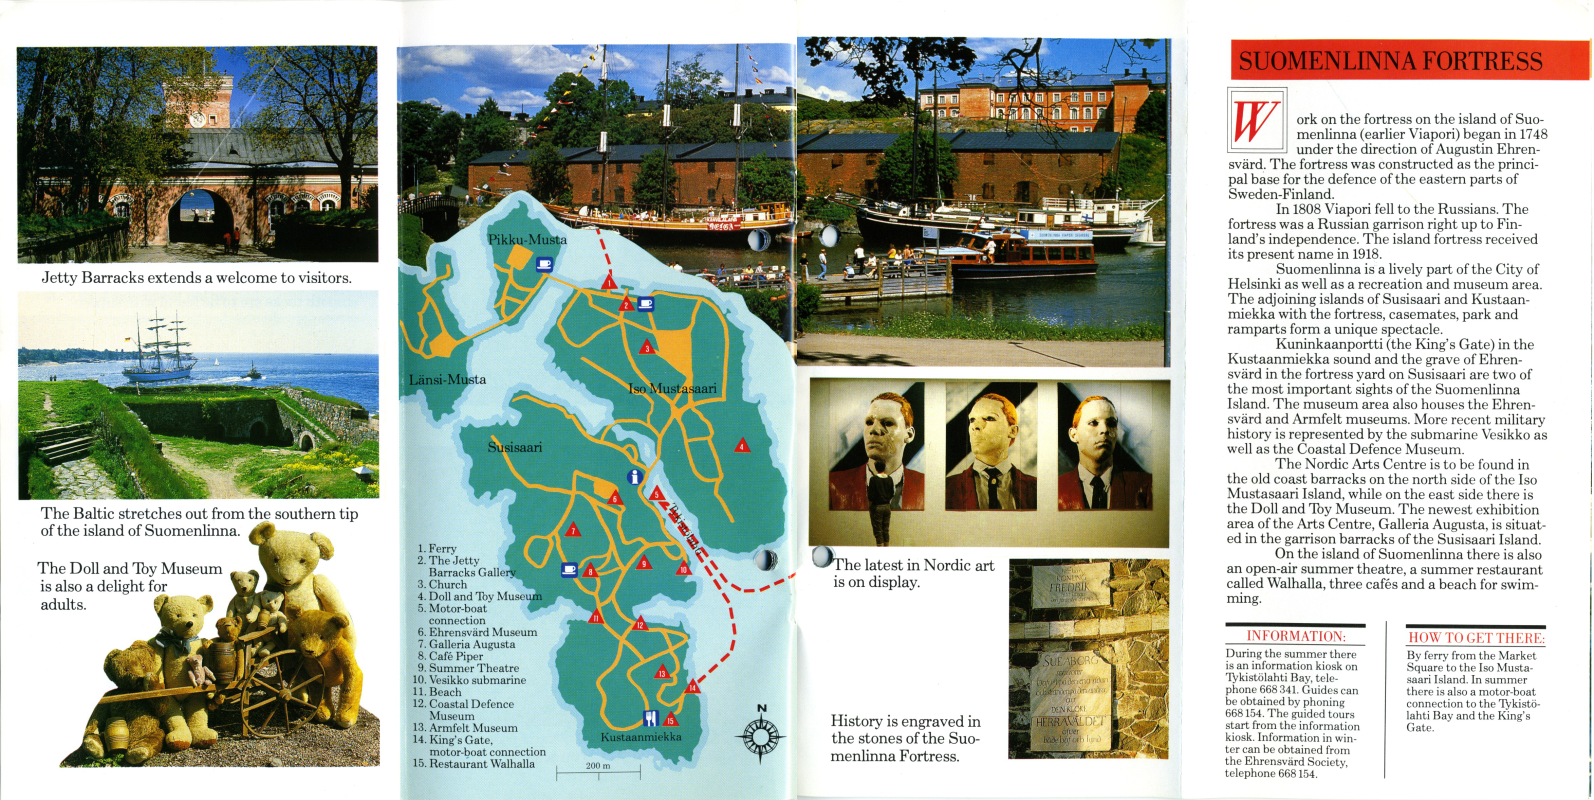 Jetty Barracks extends a welcome to visitors.
The Baltic stretches out from the southern tip
of the island of Suomenlinna.
The Doll and Toy Museum
is also a delight for
adults.
Pikku-Musta
Länsi-Musta
Iso Mustasaari
Susisaari
Kustaanmiekka
1
2
3
4
5
6
7
8
9
10
11
12
13
14
15
1. Ferry
2. The Jetty
Barracks Gallery
3. Church
4. Doll and Toy Museum
5. Motor-boat
connection
6. Ehrensvärd Museum
7. Galleria Augusta
8. Café Piper
9. Summer Theatre
10. Vesikko submarine
11. Beach
12. Coastal Defence
Museum
13. Armfelt Museum
14. King's Gate,
motor-boat connection
15. Restaurant Walhalla
200 m
N
The latest in Nordic art
is on display.
FREDRIK
SVEABORG
DEN KLOKE
HERRAVÄLDET
History is engraved in
the stones of the Suo-
menlinna Fortress.
SUOMENLINNA FORTRESS
Work on the fortress on the island of Suo-
menlinna (earlier Viapori) began in 1748
under the direction of Augustin Ehren-
svärd. The fortress was constructed as the princi-
pal base for the defence of the eastern parts of
Sweden-Finland.
In 1808 Viapori fell to the Russians. The
fortress was a Russian garrison right up to Fin-
land's independence. The island fortress received
its present name in 1918.
Suomenlinna is a lively part of the City of
Helsinki as well as a recreation and museum area.
The adjoining islands of Susisaari and Kustaan-
miekka with the fortress, casemates, park and
ramparts form a unique spectacle.
Kuninkaanportti (the King's Gate) in the
Kustaanmiekka sound and the grave of Ehren-
svärd in the fortress yard on Susisaari are two of
the most important sights of the Suomenlinna
Island. The museum area also houses the Ehren-
svärd and Armfelt museums. More recent military
history is represented by the submarine Vesikko as
well as the Coastal Defence Museum.
The Nordic Arts Centre is to be found in
the old coast barracks on the north side of the Iso
Mustasaari Island, while on the east side there is
the Doll and Toy Museum. The newest exhibition
area of the Arts Centre, Galleria Augusta, is situat-
ed in the garrison barracks of the Susisaari Island.
On the island of Suomenlinna there is also
an open-air summer theatre, a summer restaurant
called Walhalla, three cafés and a beach for swim-
ming.
INFORMATION:
During the summer there
is an information kiosk on
Tykistölahti Bay, tele-
phone 668 341. Guides can
be obtained by phoning
668 154. The guided tours
start from the information
kiosk. Information in win-
ter can be obtained from
the Ehrensvärd Society,
telephone 668 154.
HOW TO GET THERE:
By ferry from the Market
Square to the Iso Musta-
saari Island. In summer
there is also a motor-boat
connection to the Tykistö-
lahti Bay and the King's
Gate.